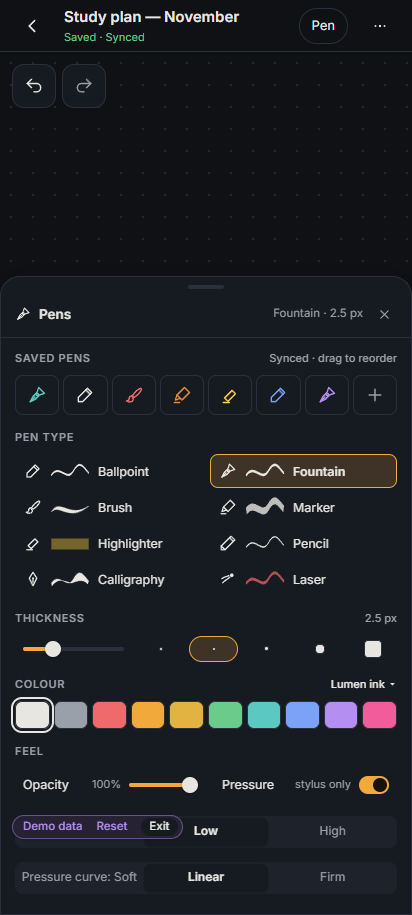 Study plan — November
Saved · Synced
Pen
Pens
Fountain · 2.5 px
SAVED PENS
Synced · drag to reorder
PEN TYPE
Ballpoint
Fountain
Brush
Marker
Highlighter
Pencil
Calligraphy
Laser
THICKNESS
2.5 px
COLOUR
Lumen ink
FEEL
Opacity
100%
Pressure
stylus only
Demo data
Reset
Exit
Low
High
Pressure curve: Soft
Linear
Firm